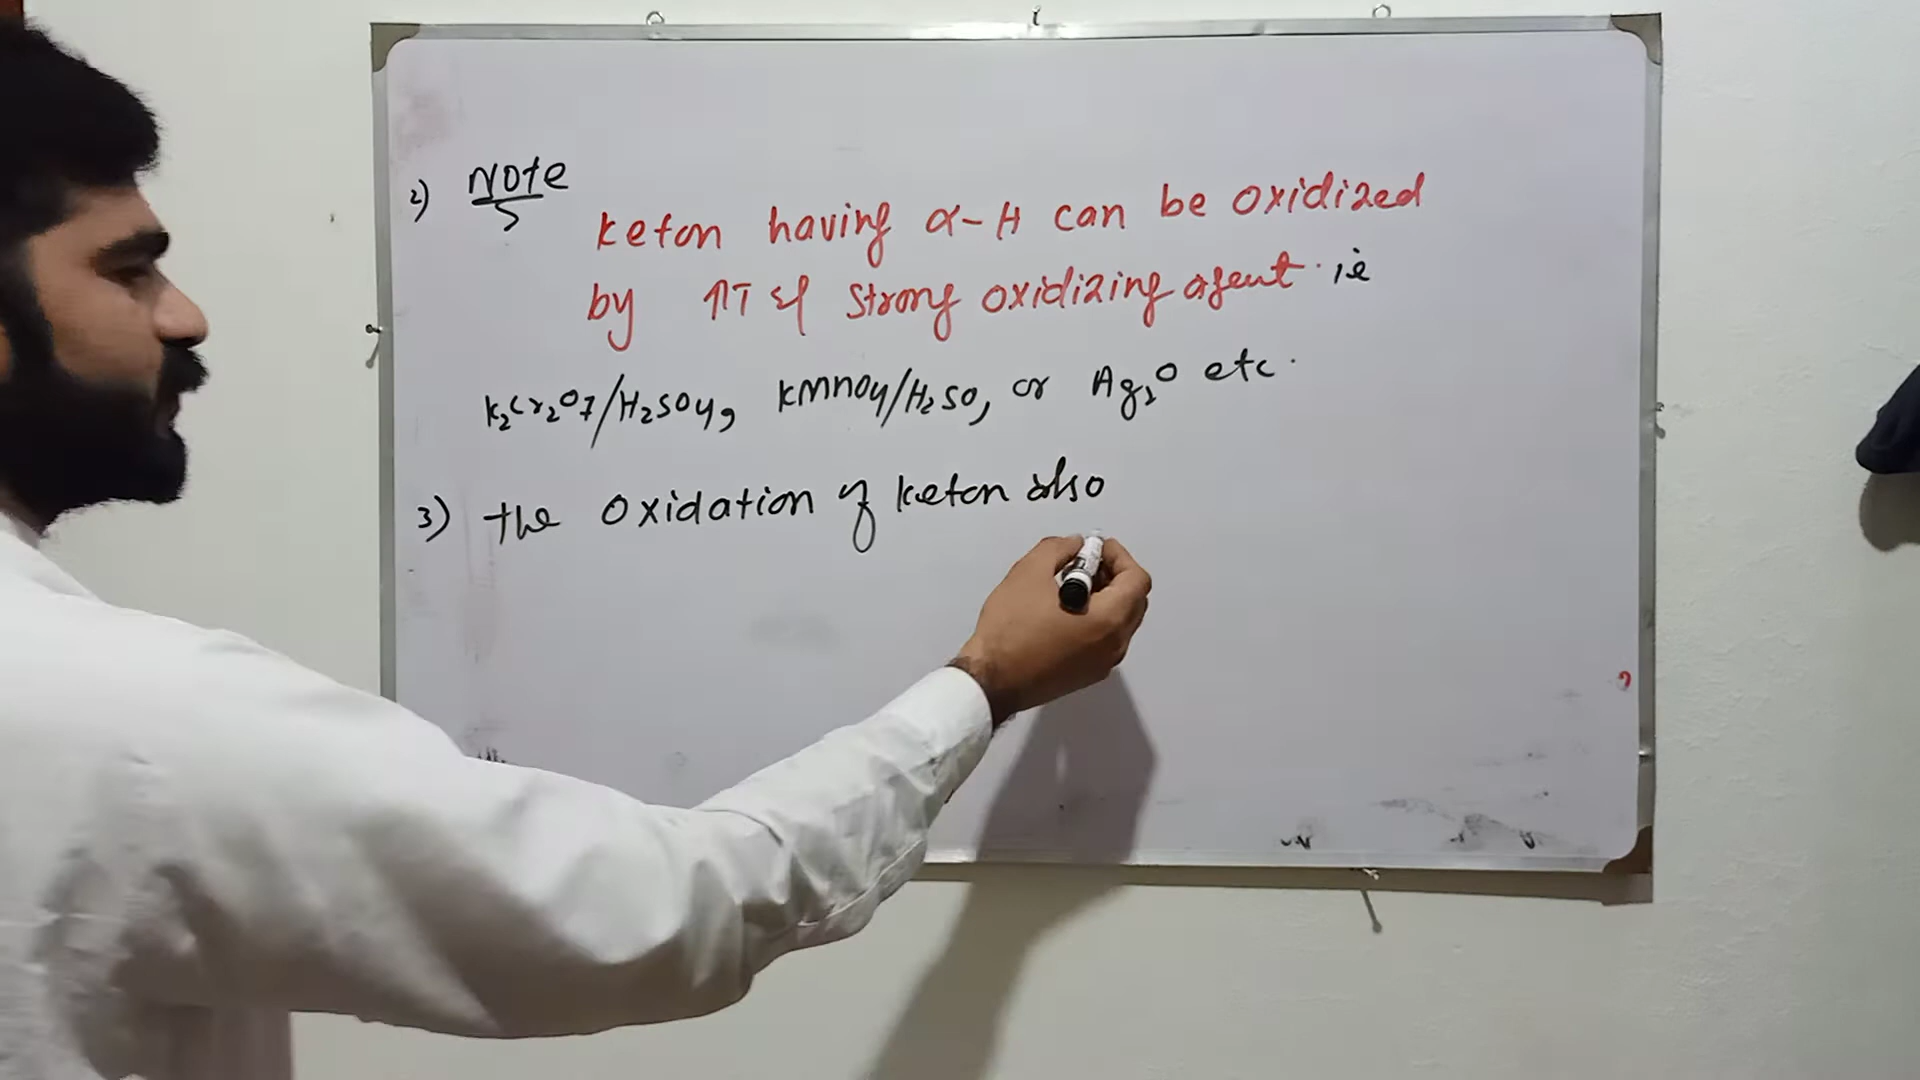 2) Note
keton having α-H can be oxidized
by ↑T & strong oxidizing agent. i.e
K₂Cr₂O₇/H₂SO₄, KMnO₄/H₂SO, or Ag₂O etc.
3) the oxidation of keton also